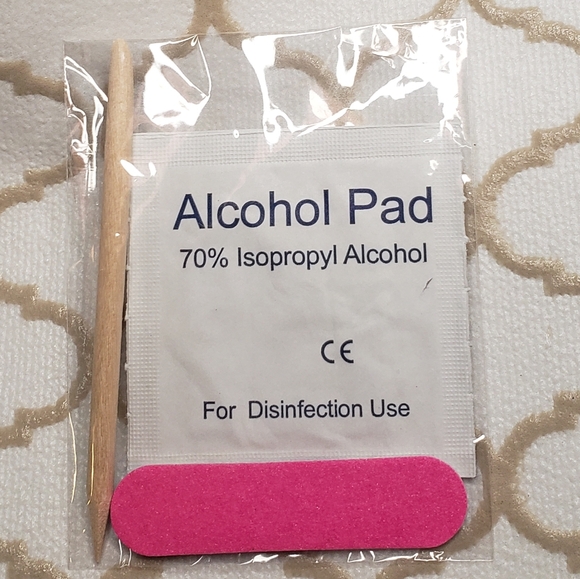 Alcohol Pad
70% Isopropyl Alcohol
CE
For Disinfection Use